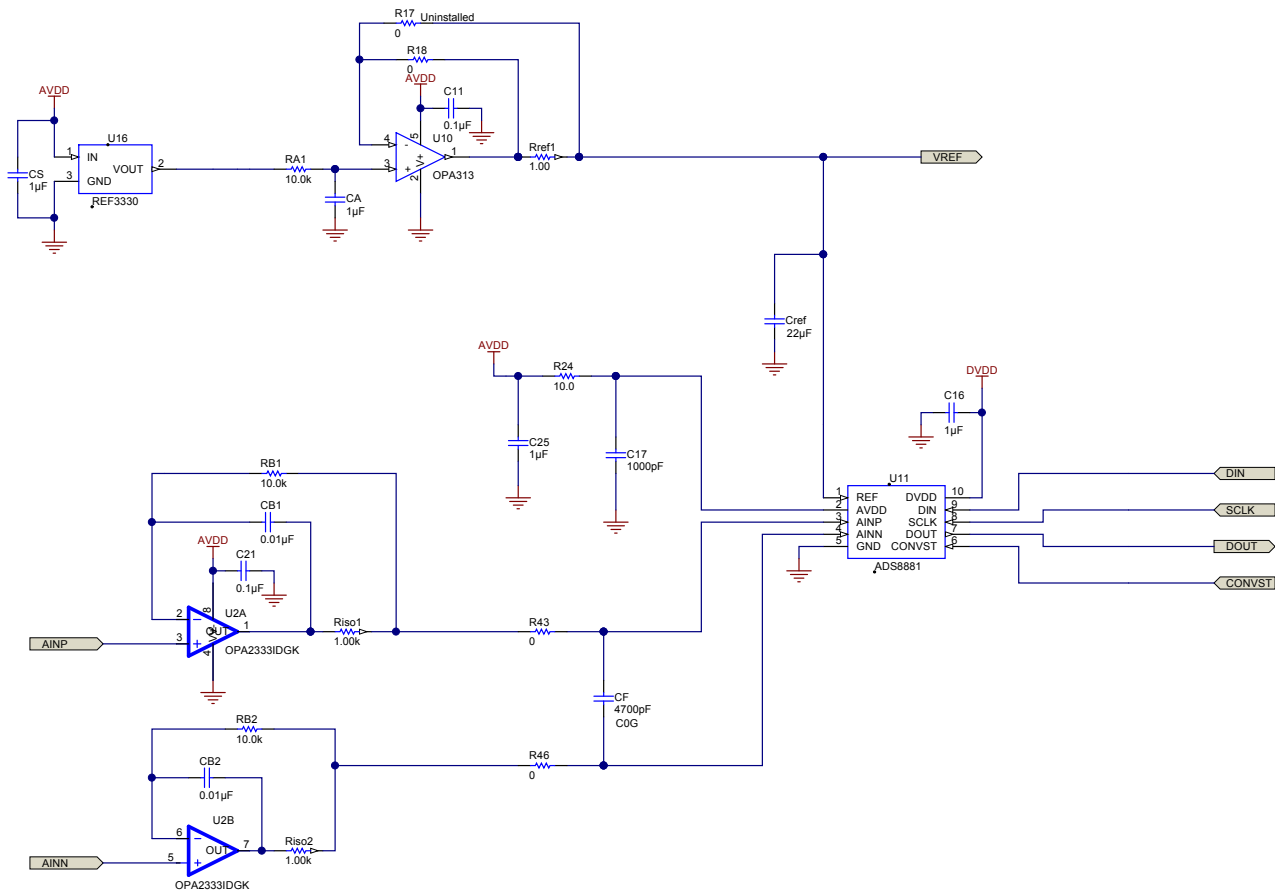 R17 Uninstalled
0
R18
0
AVDD
C11
0.1µF
AVDD
U16
1 IN
VOUT 2
3 GND
REF3330
CS
1µF
RA1
10.0k
CA
1µF
U10
4 -
5
V+
3 +
2
1
OPA313
Rref1
1.00
VREF
Cref
22µF
AVDD
R24
10.0
C25
1µF
C17
1000pF
DVDD
C16
1µF
U11
1 REF DVDD 10
2 AVDD DIN 9
3 AINP SCLK 8
4 AINN DOUT 7
5 GND CONVST 6
ADS8881
DIN
SCLK
DOUT
CONVST
RB1
10.0k
CB1
0.01µF
AVDD
C21
0.1µF
U2A
2 -
8
OUT 1
3 +
4
OPA2333IDGK
AINP
Riso1
1.00k
R43
0
CF
4700pF
C0G
RB2
10.0k
R46
0
CB2
0.01µF
U2B
6 -
OUT 7
5 +
OPA2333IDGK
AINN
Riso2
1.00k